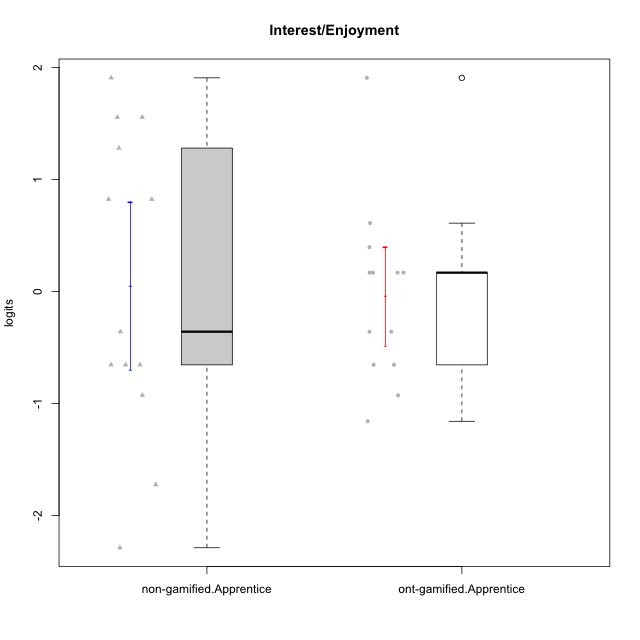 Interest/Enjoyment
logits
2
1
0
-1
-2
non-gamified.Apprentice
ont-gamified.Apprentice